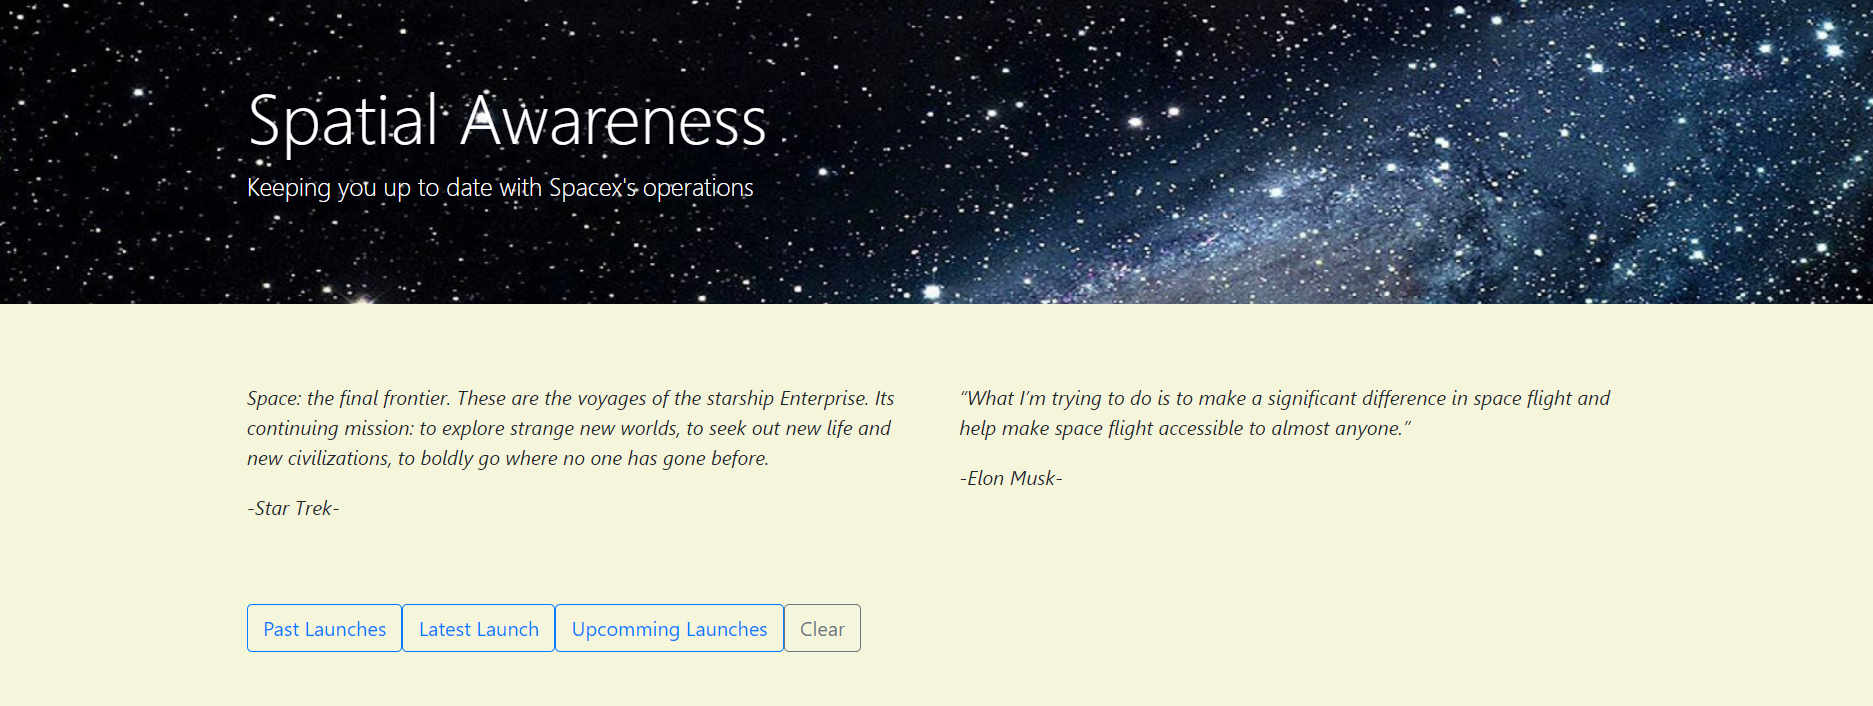 Spatial Awareness
Keeping you up to date with Spacex's operations
Space: the final frontier. These are the voyages of the starship Enterprise. Its
continuing mission: to explore strange new worlds, to seek out new life and
new civilizations, to boldly go where no one has gone before.
-Star Trek-
“What I’m trying to do is to make a significant difference in space flight and
help make space flight accessible to almost anyone.”
-Elon Musk-
Past Launches
Latest Launch
Upcomming Launches
Clear